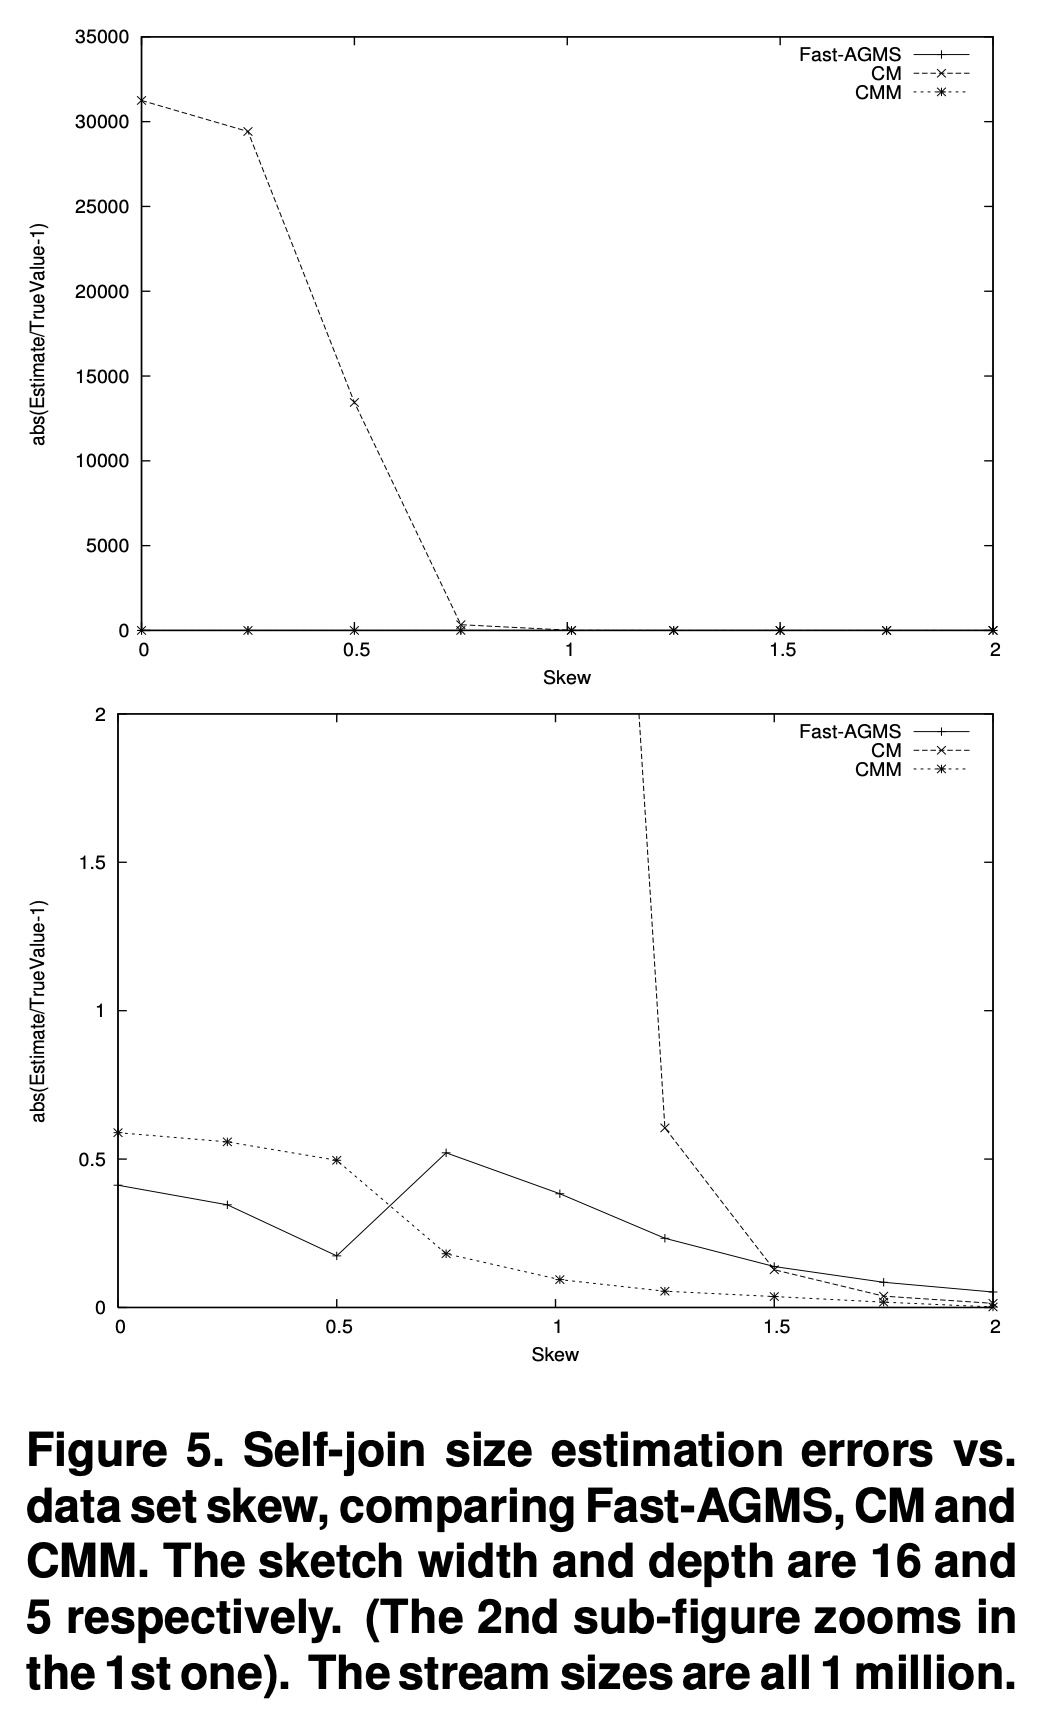 35000
30000
25000
20000
15000
10000
5000
0
abs(Estimate/TrueValue-1)
Fast-AGMS
CM
CMM
0 0.5 1 1.5 2
Skew
2
1.5
1
0.5
0
abs(Estimate/TrueValue-1)
Fast-AGMS
CM
CMM
0 0.5 1 1.5 2
Skew
Figure 5. Self-join size estimation errors vs.
data set skew, comparing Fast-AGMS, CM and
CMM. The sketch width and depth are 16 and
5 respectively. (The 2nd sub-figure zooms in
the 1st one). The stream sizes are all 1 million.